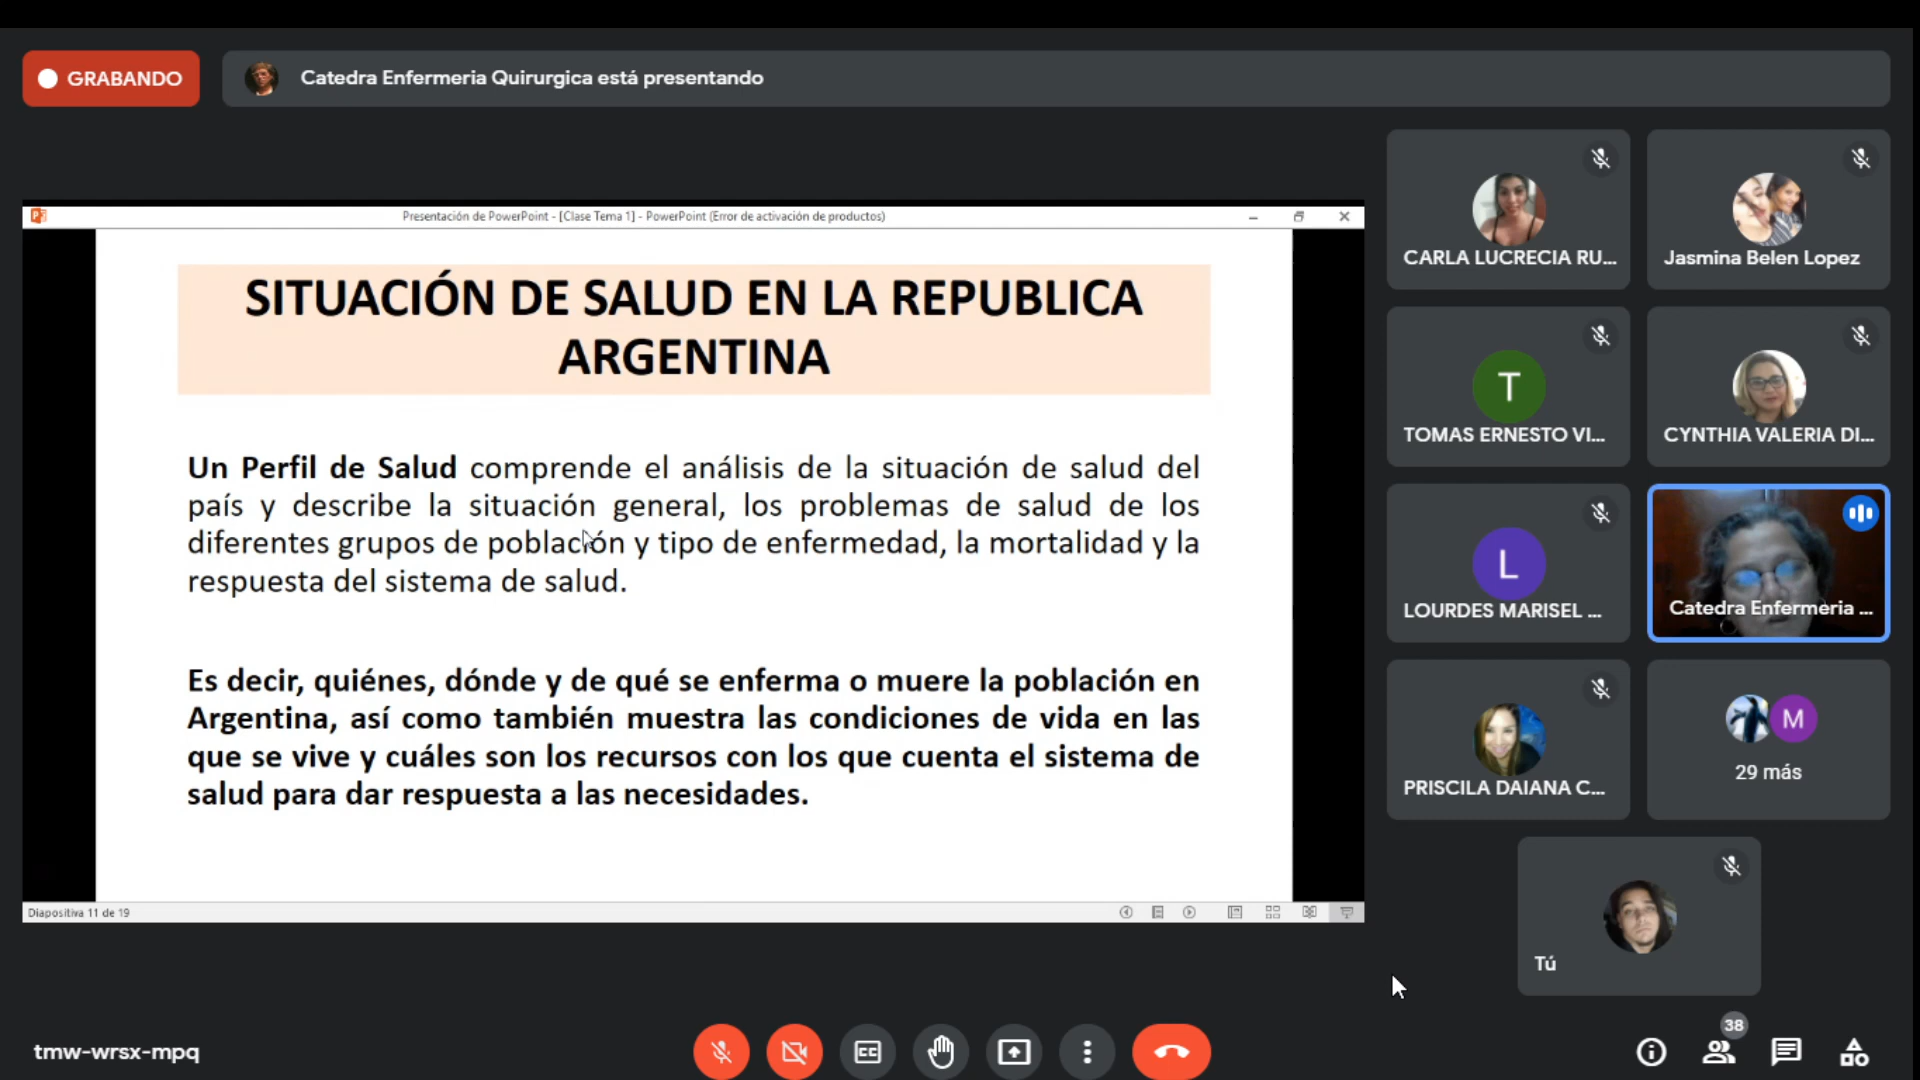 GRABANDO
Catedra Enfermeria Quirurgica está presentando
Presentación de PowerPoint - [Clase Tema 1] - PowerPoint (Error de activación de productos)
SITUACIÓN DE SALUD EN LA REPUBLICA
ARGENTINA
Un Perfil de Salud comprende el análisis de la situación de salud del
país y describe la situación general, los problemas de salud de los
diferentes grupos de población y tipo de enfermedad, la mortalidad y la
respuesta del sistema de salud.
Es decir, quiénes, dónde y de qué se enferma o muere la población en
Argentina, así como también muestra las condiciones de vida en las
que se vive y cuáles son los recursos con los que cuenta el sistema de
salud para dar respuesta a las necesidades.
Diapositiva 11 de 19
CARLA LUCRECIA RU...
Jasmina Belen Lopez
T
TOMAS ERNESTO VI...
CYNTHIA VALERIA DI...
L
LOURDES MARISEL ...
Catedra Enfermeria ...
PRISCILA DAIANA C...
M
29 más
Tú
tmw-wrsx-mpq
CC
38